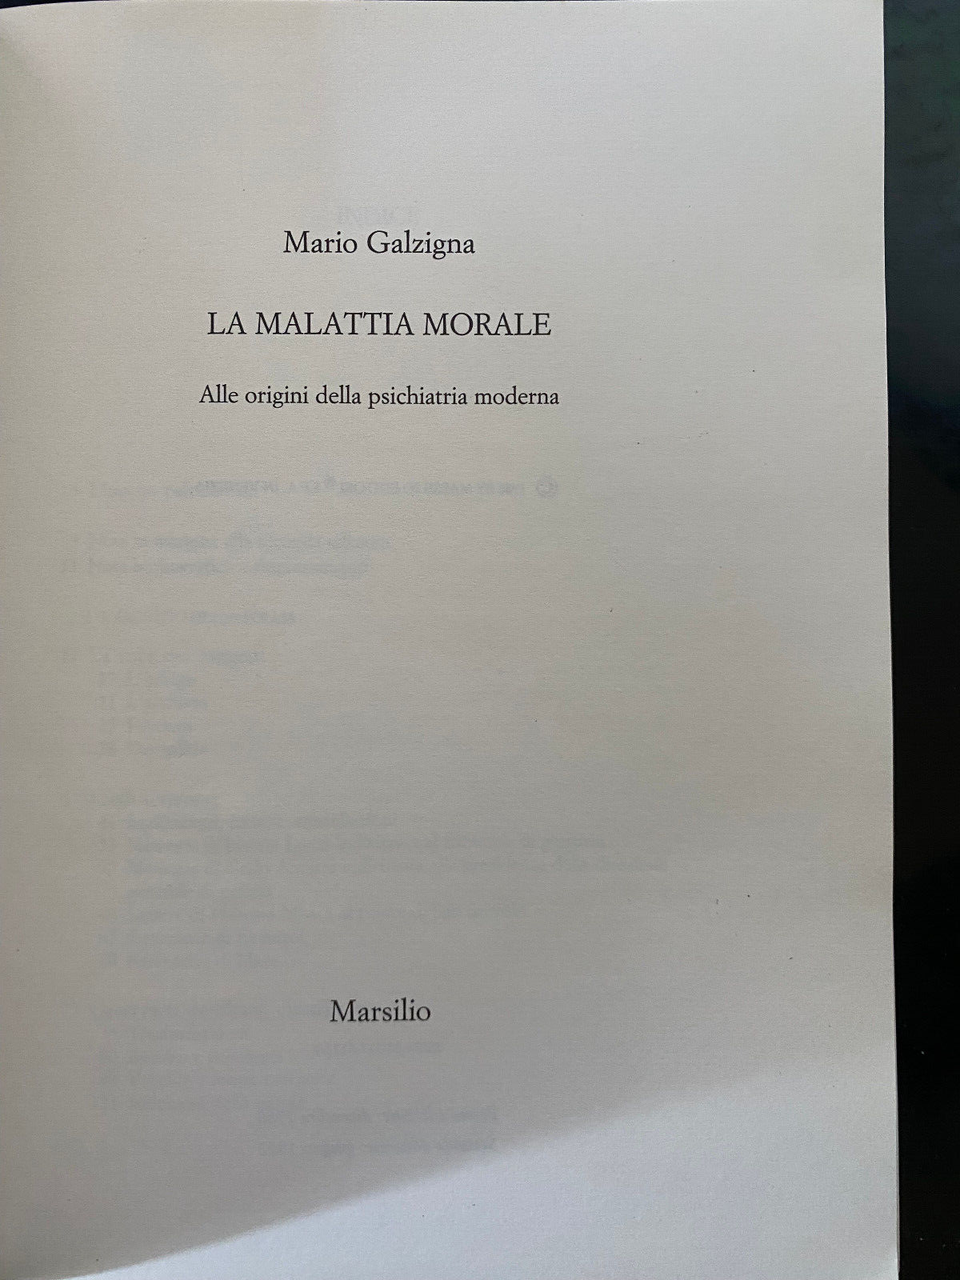 Mario Galzigna
LA MALATTIA MORALE
Alle origini della psichiatria moderna
Marsilio